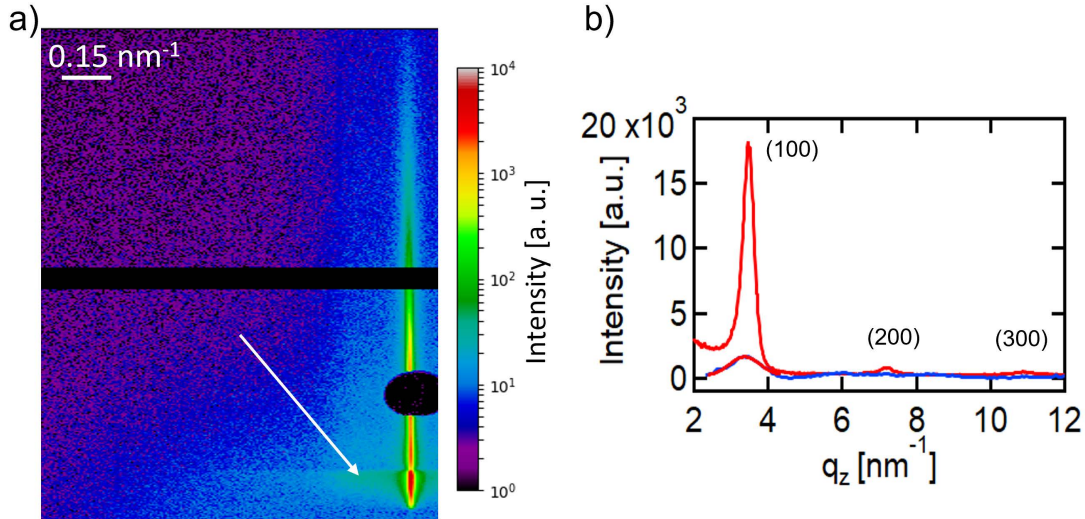 a)
0.15 nm⁻¹
10⁴
10³
10²
10¹
10⁰
Intensity [a. u.]
b)
20 x10³
15
10
5
0
Intensity [a.u.]
(100)
(200)
(300)
2 4 6 8 10 12
q_z [nm⁻¹]